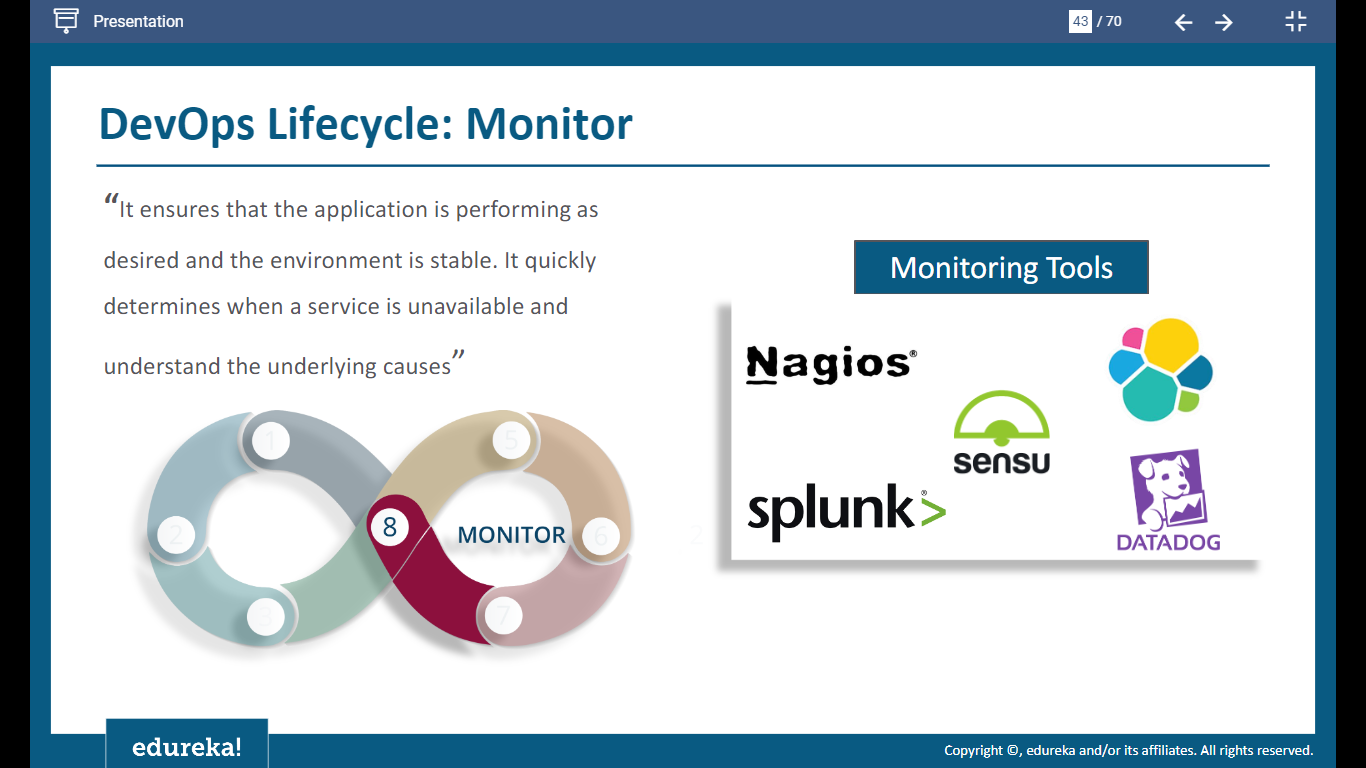 Presentation
43 / 70
DevOps Lifecycle: Monitor
“It ensures that the application is performing as
desired and the environment is stable. It quickly
determines when a service is unavailable and
understand the underlying causes”
Monitoring Tools
Nagios®
sensu
splunk®>
DATADOG
1
2
3
5
6
7
8
MONITOR
2
edureka!
Copyright ©, edureka and/or its affiliates. All rights reserved.